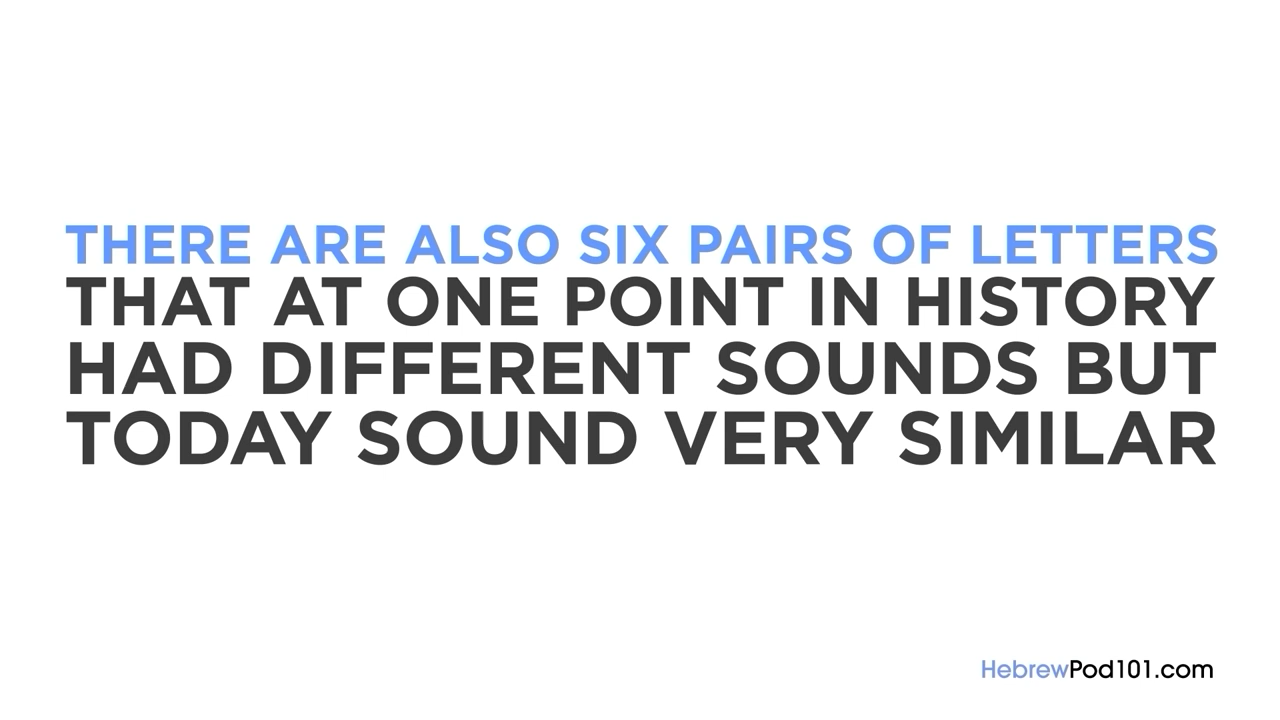 THERE ARE ALSO SIX PAIRS OF LETTERS
THAT AT ONE POINT IN HISTORY
HAD DIFFERENT SOUNDS BUT
TODAY SOUND VERY SIMILAR
HebrewPod101.com